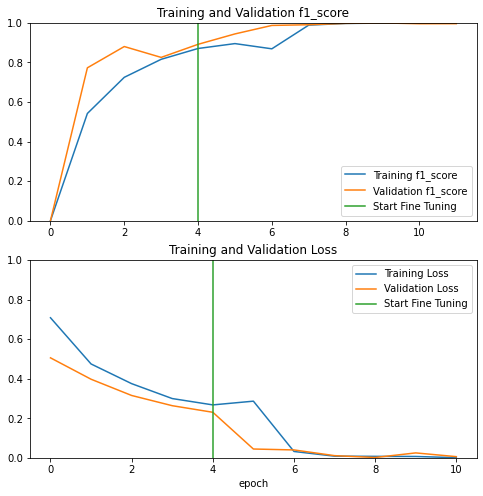 Training and Validation f1_score
1.0
0.8
0.6
0.4
0.2
0.0
Training f1_score
Validation f1_score
Start Fine Tuning
0 2 4 6 8 10
Training and Validation Loss
1.0
0.8
0.6
0.4
0.2
0.0
Training Loss
Validation Loss
Start Fine Tuning
0 2 4 6 8 10
epoch